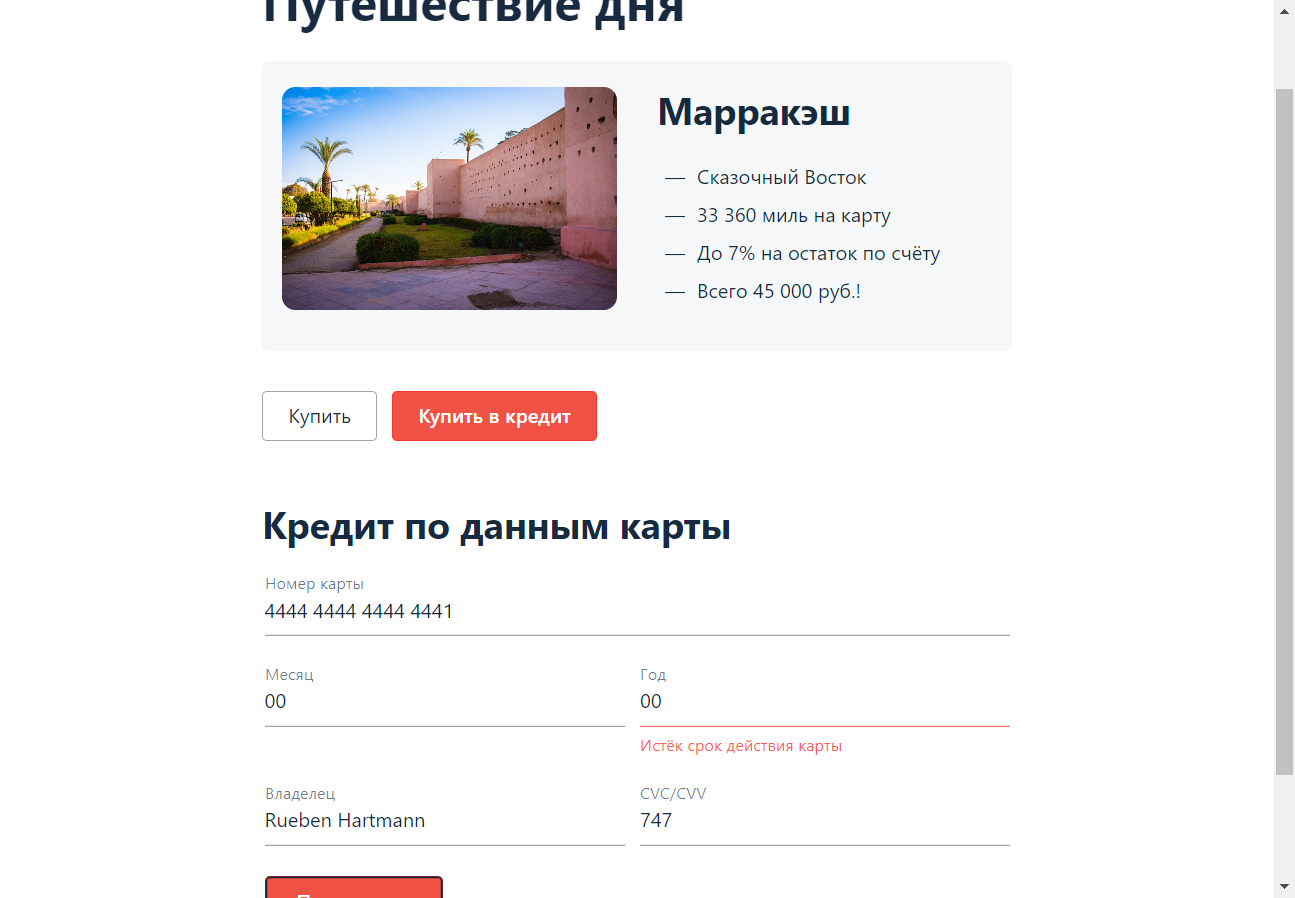 Путешествие дня
Марракэш
— Сказочный Восток
— 33 360 миль на карту
— До 7% на остаток по счёту
— Всего 45 000 руб.!
Купить
Купить в кредит
Кредит по данным карты
Номер карты
4444 4444 4444 4441
Месяц
00
Год
00
Истёк срок действия карты
Владелец
Rueben Hartmann
CVC/CVV
747